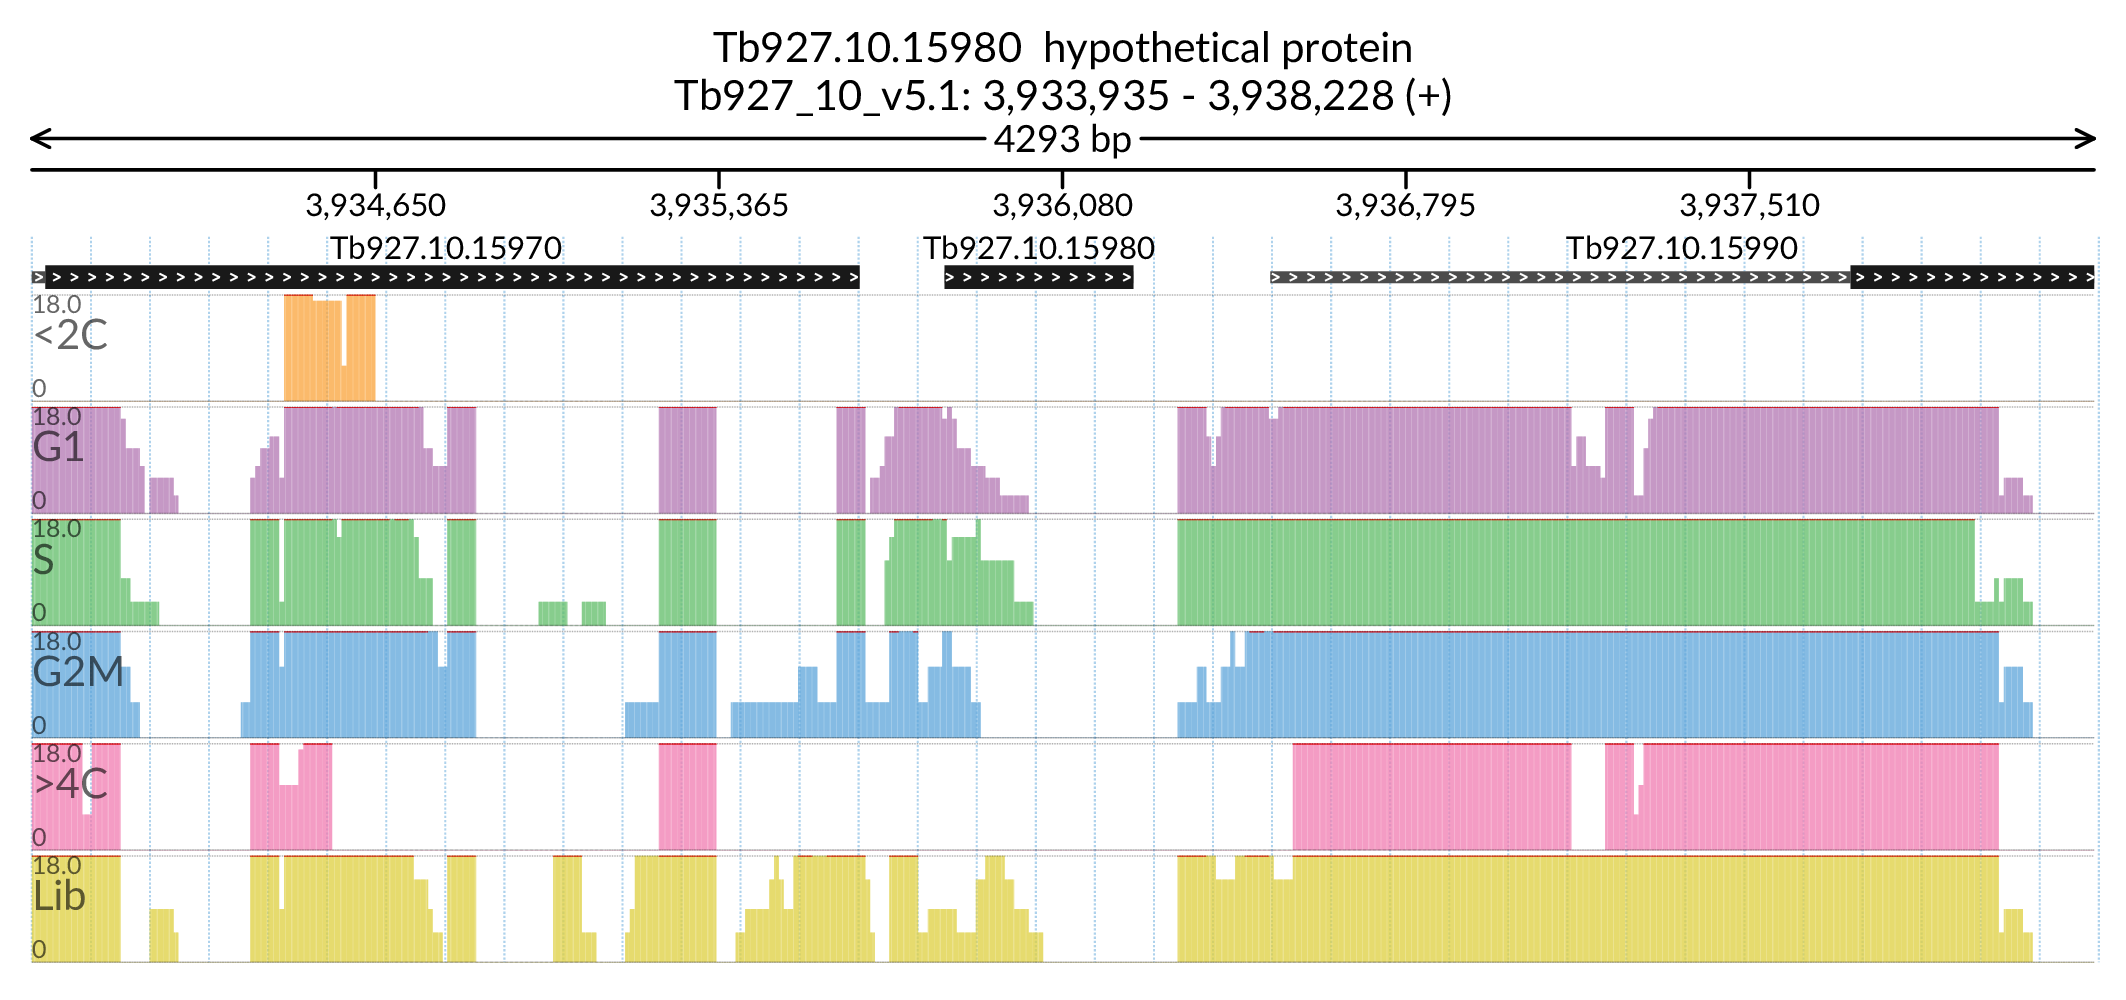 Tb927.10.15980 hypothetical protein
Tb927_10_v5.1: 3,933,935 - 3,938,228 (+)
4293 bp
3,934,650 3,935,365 3,936,080 3,936,795 3,937,510
Tb927.10.15970 Tb927.10.15980 Tb927.10.15990
18.0
<2C
0
18.0
G1
0
18.0
S
0
18.0
G2M
0
18.0
>4C
0
18.0
Lib
0